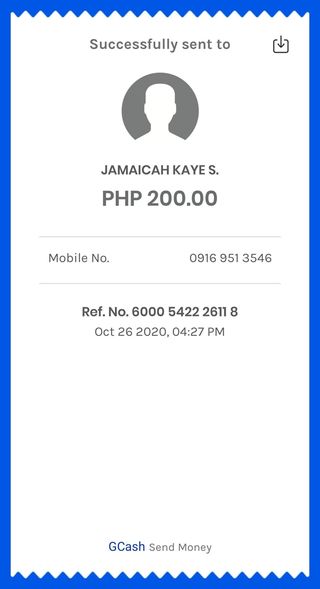 Successfully sent to
JAMAICAH KAYE S.
PHP 200.00
Mobile No. 0916 951 3546
Ref. No. 6000 5422 2611 8
Oct 26 2020, 04:27 PM
GCash Send Money